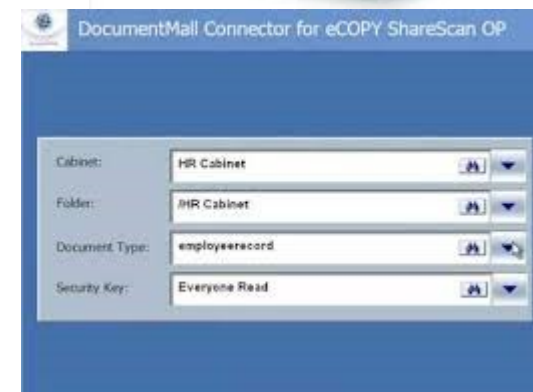 DocumentMall Connector for eCOPY ShareScan OP
Cabinet: HR Cabinet
Folder: /HR Cabinet
Document Type: employeerecord
Security Key: Everyone Read